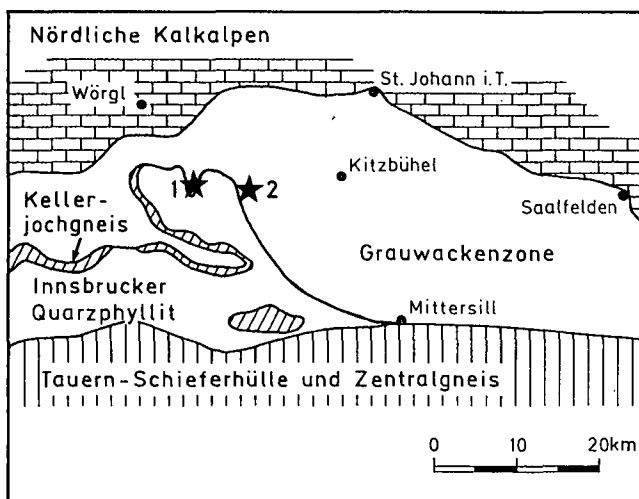 Nördliche Kalkalpen
St. Johann i.T.
Wörgl
Kitzbühel
1
2
Saalfelden
Keller-
jochgneis
Grauwackenzone
Innsbrucker
Quarzphyllit
Mittersill
Tauern-Schieferhülle und Zentralgneis
0 10 20km